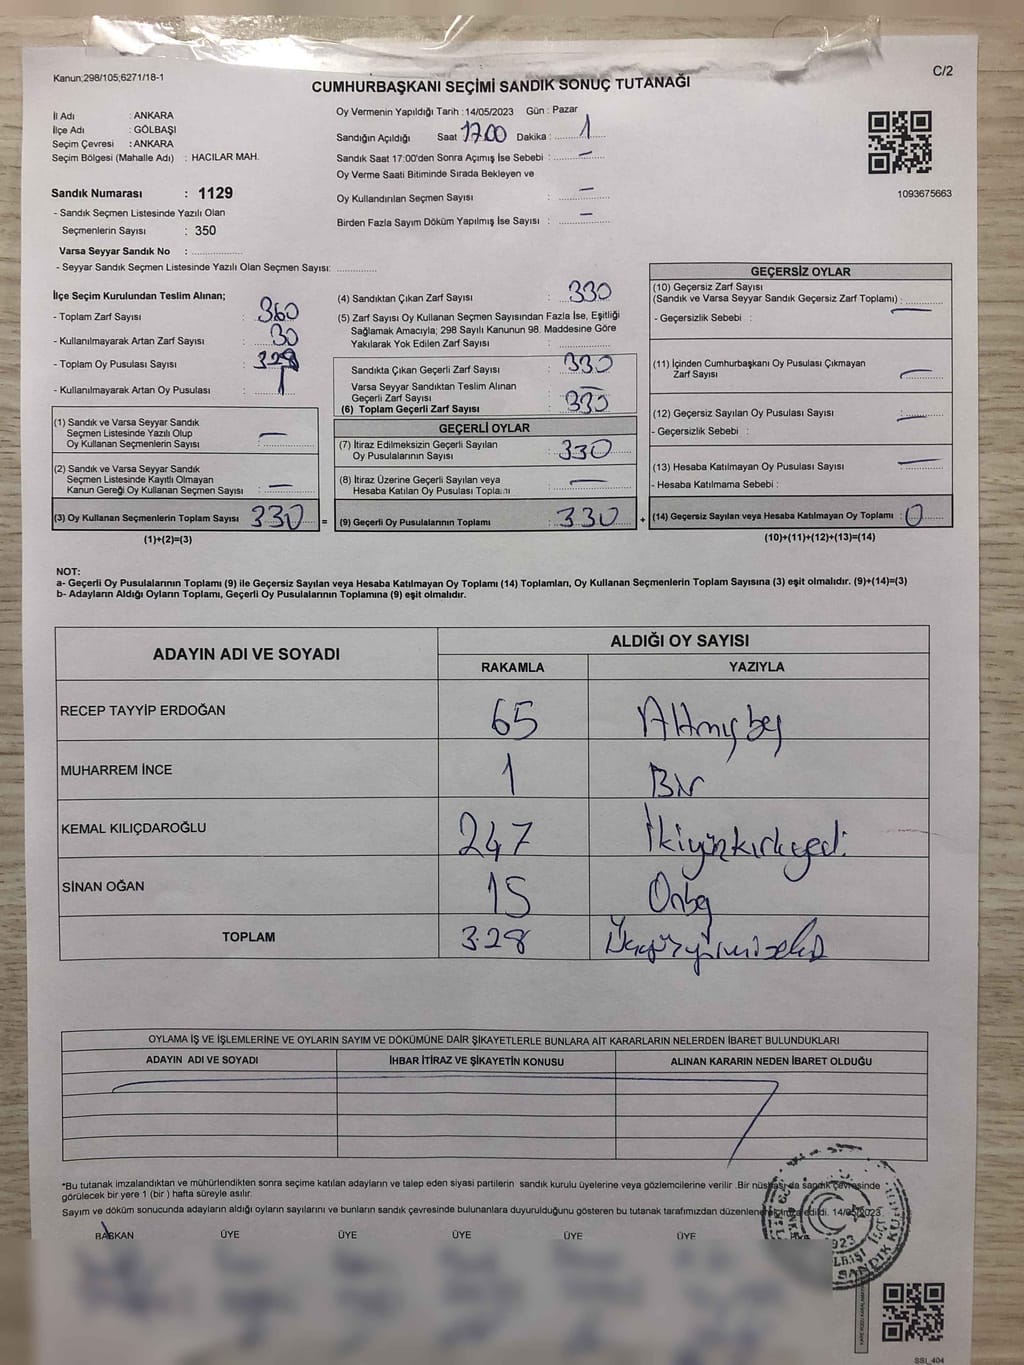 Kanun;298/105;6271/18-1
C/2
CUMHURBAŞKANI SEÇİMİ SANDIK SONUÇ TUTANAĞI
İl Adı : ANKARA
İlçe Adı : GÖLBAŞI
Seçim Çevresi : ANKARA
Seçim Bölgesi (Mahalle Adı) : HACILAR MAH.
Sandık Numarası : 1129
- Sandık Seçmen Listesinde Yazılı Olan
Seçmenlerin Sayısı : 350
Varsa Seyyar Sandık No : ..............
- Seyyar Sandık Seçmen Listesinde Yazılı Olan Seçmen Sayısı: ............
Oy Vermenin Yapıldığı Tarih : 14/05/2023 Gün : Pazar
Sandığın Açıldığı Saat 17.00 Dakika : 1
Sandık Saat 17:00'den Sonra Açımış İse Sebebi : —
Oy Verme Saati Bitiminde Sırada Bekleyen ve
Oy Kullandırılan Seçmen Sayısı : —
Birden Fazla Sayım Döküm Yapılmış İse Sayısı : —
1093675663
İlçe Seçim Kurulundan Teslim Alınan;
- Toplam Zarf Sayısı : 360
- Kullanılmayarak Artan Zarf Sayısı : 30
- Toplam Oy Pusulası Sayısı :
- Kullanılmayarak Artan Oy Pusulası : 1
(1) Sandık ve Varsa Seyyar Sandık
Seçmen Listesinde Yazılı Olup
Oy Kullanan Seçmenlerin Sayısı : —
(2) Sandık ve Varsa Seyyar Sandık
Seçmen Listesinde Kayıtlı Olmayan
Kanun Gereği Oy Kullanan Seçmen Sayısı : —
(3) Oy Kullanan Seçmenlerin Toplam Sayısı 330 =
(1)+(2)=(3)
(4) Sandıktan Çıkan Zarf Sayısı : 330
(5) Zarf Sayısı Oy Kullanan Seçmen Sayısından Fazla İse, Eşitliği
Sağlamak Amacıyla; 298 Sayılı Kanunun 98. Maddesine Göre
Yakılarak Yok Edilen Zarf Sayısı : ............
Sandıkta Çıkan Geçerli Zarf Sayısı : 330
Varsa Seyyar Sandıktan Teslim Alınan
Geçerli Zarf Sayısı : —
(6) Toplam Geçerli Zarf Sayısı : 330
GEÇERLİ OYLAR
(7) İtiraz Edilmeksizin Geçerli Sayılan
Oy Pusulalarının Sayısı : 330
(8) İtiraz Üzerine Geçerli Sayılan veya
Hesaba Katılan Oy Pusulası Toplamı : —
(9) Geçerli Oy Pusulalarının Toplamı : 330 +
GEÇERSİZ OYLAR
(10) Geçersiz Zarf Sayısı
(Sandık ve Varsa Seyyar Sandık Geçersiz Zarf Toplamı) : —
- Geçersizlik Sebebi :
(11) İçinden Cumhurbaşkanı Oy Pusulası Çıkmayan
Zarf Sayısı : —
(12) Geçersiz Sayılan Oy Pusulası Sayısı : —
- Geçersizlik Sebebi :
(13) Hesaba Katılmayan Oy Pusulası Sayısı : —
- Hesaba Katılmama Sebebi :
(14) Geçersiz Sayılan veya Hesaba Katılmayan Oy Toplamı : 0
(10)+(11)+(12)+(13)=(14)
NOT:
a- Geçerli Oy Pusulalarının Toplamı (9) ile Geçersiz Sayılan veya Hesaba Katılmayan Oy Toplamı (14) Toplamları, Oy Kullanan Seçmenlerin Toplam Sayısına (3) eşit olmalıdır. (9)+(14)=(3)
b- Adayların Aldığı Oyların Toplamı, Geçerli Oy Pusulalarının Toplamına (9) eşit olmalıdır.
ADAYIN ADI VE SOYADI
ALDIĞI OY SAYISI
RAKAMLA YAZIYLA
RECEP TAYYİP ERDOĞAN 65 Altmışbeş
MUHARREM İNCE 1 Bir
KEMAL KILIÇDAROĞLU 247 İkiyüzkırkyedi
SİNAN OĞAN 15 Onbeş
TOPLAM 328 Üçyüzyirmisekiz
OYLAMA İŞ VE İŞLEMLERİNE VE OYLARIN SAYIM VE DÖKÜMÜNE DAİR ŞİKAYETLERLE BUNLARA AİT KARARLARIN NELERDEN İBARET BULUNDUKLARI
ADAYIN ADI VE SOYADI İHBAR İTİRAZ VE ŞİKAYETİN KONUSU ALINAN KARARIN NEDEN İBARET OLDUĞU
*Bu tutanak imzalandıktan ve mühürlendikten sonra seçime katılan adayların ve talep eden siyasi partilerin sandık kurulu üyelerine veya gözlemcilerine verilir .Bir nüshası da sandık çevresinde
görülecek bir yere 1 (bir ) hafta süreyle asılır.
Sayım ve döküm sonucunda adayların aldığı oyların sayılarını ve bunların sandık çevresinde bulunanlara duyurulduğunu gösteren bu tutanak tarafımızdan düzenlenerek imza edildi. 14/05/2023
BAŞKAN ÜYE ÜYE ÜYE ÜYE ÜYE
SANDIK
SSI_404